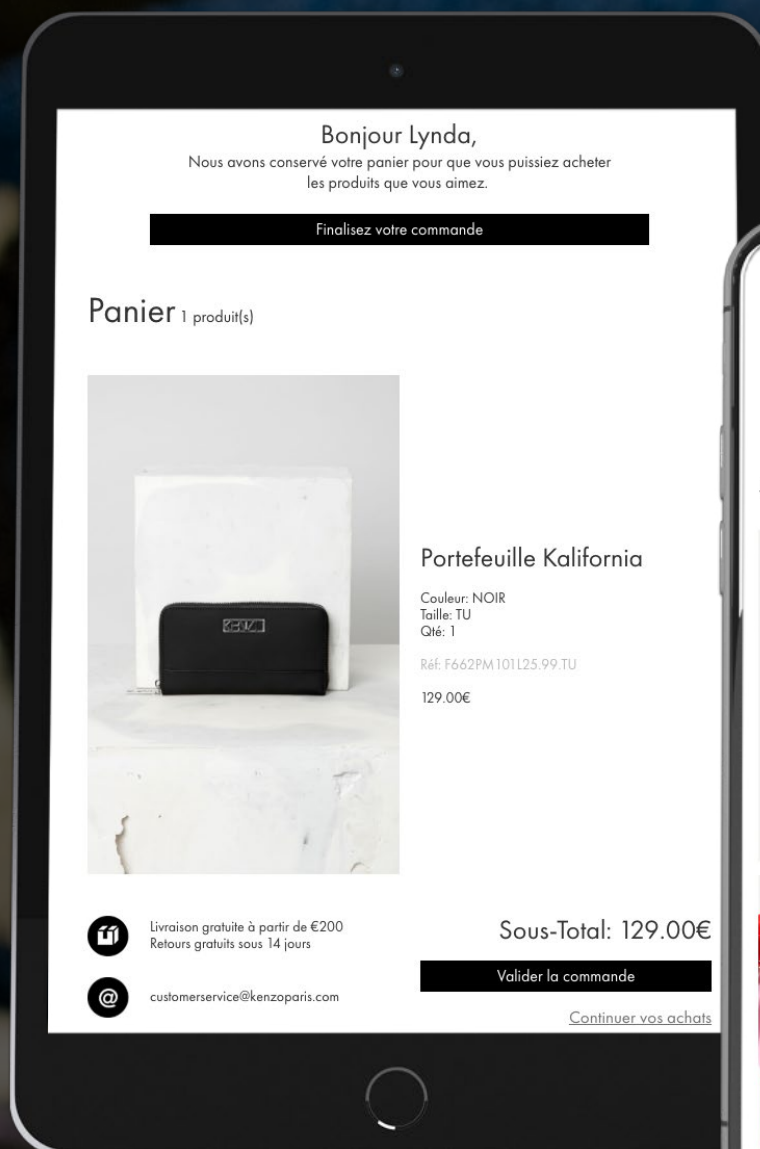 Bonjour Lynda,
Nous avons conservé votre panier pour que vous puissiez acheter
les produits que vous aimez.
Finalisez votre commande
Panier 1 produit(s)
KENZO
Portefeuille Kalifornia
Couleur: NOIR
Taille: TU
Qté: 1
Réf: F662PM101L25.99.TU
129.00€
Livraison gratuite à partir de €200
Retours gratuits sous 14 jours
customerservice@kenzoparis.com
Sous-Total: 129.00€
Valider la commande
Continuer vos achats